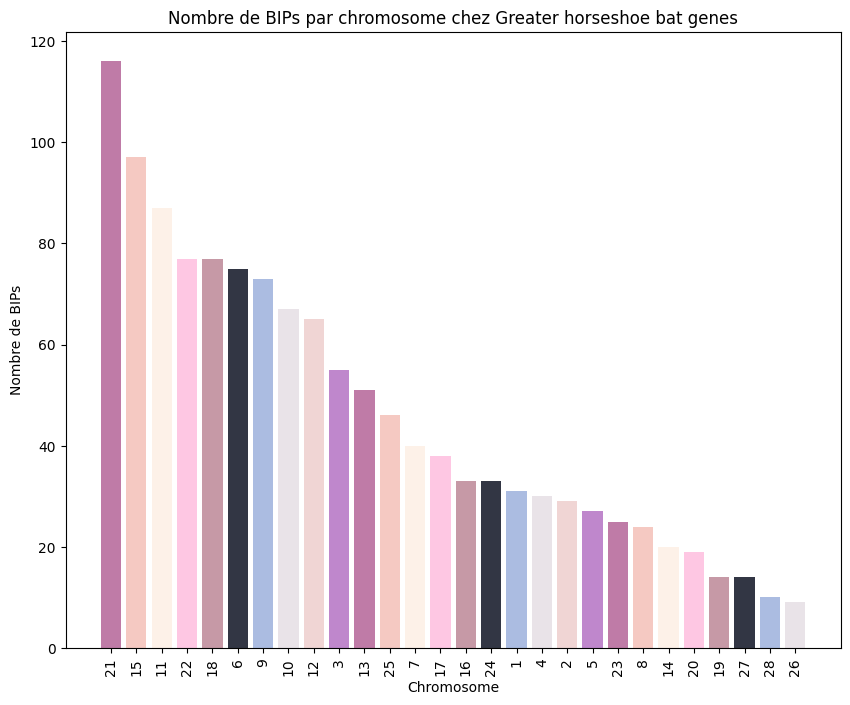 Nombre de BIPs par chromosome chez Greater horseshoe bat genes
120
100
80
60
40
20
0
Nombre de BIPs
21 15 11 22 18 6 9 10 12 3 13 25 7 17 16 24 1 4 2 5 23 8 14 20 19 27 28 26
Chromosome